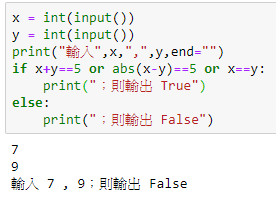 x = int(input())
y = int(input())
print("輸入",x,",",y,end="")
if x+y==5 or abs(x-y)==5 or x==y:
    print("；則輸出 True")
else:
    print("；則輸出 False")
7
9
輸入 7 , 9；則輸出 False